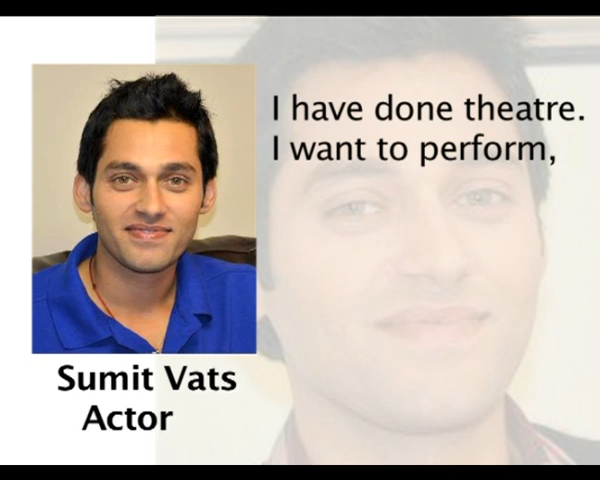 I have done theatre.
I want to perform,
Sumit Vats
Actor